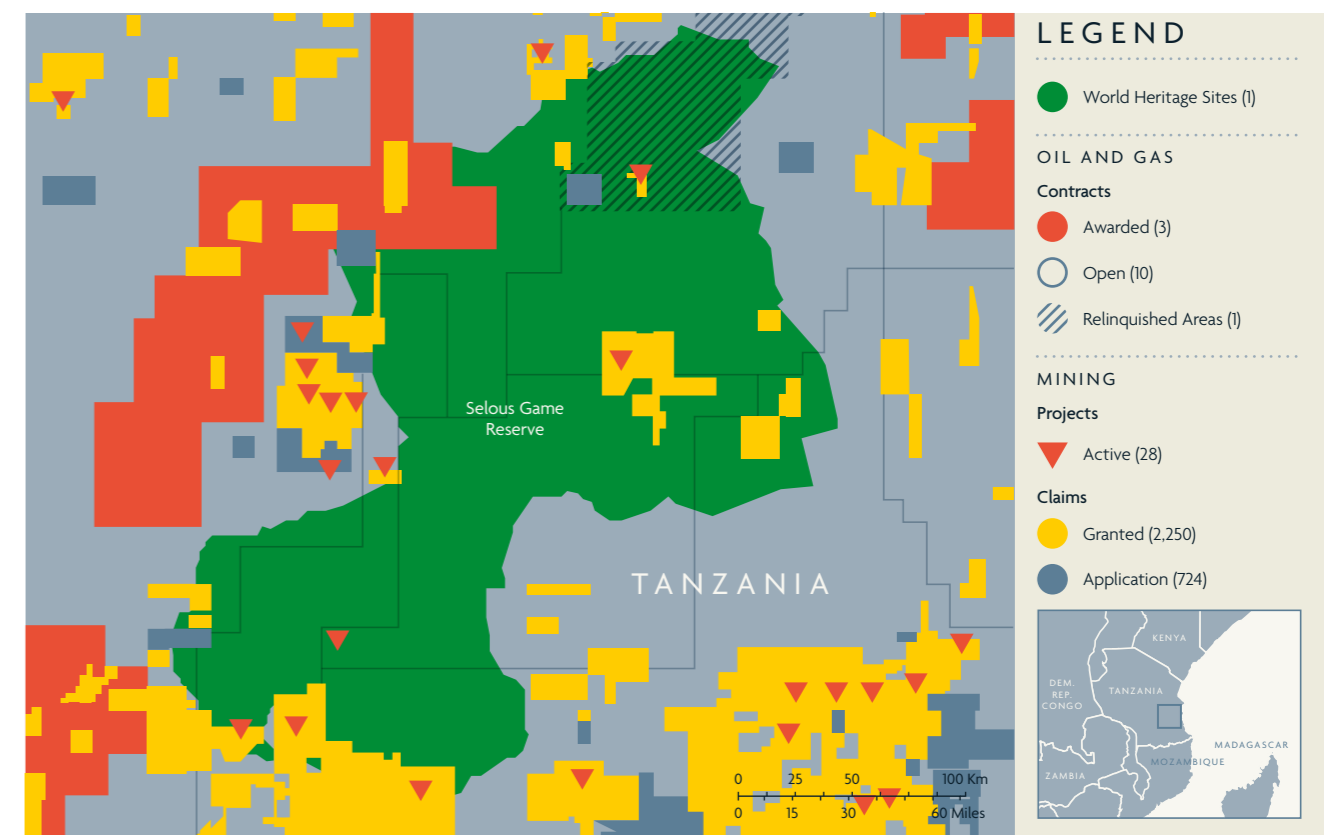 LEGEND
World Heritage Sites (1)
OIL AND GAS
Contracts
Awarded (3)
Open (10)
Relinquished Areas (1)
MINING
Projects
Active (28)
Claims
Granted (2,250)
Application (724)
Selous Game
Reserve
TANZANIA
0 25 50 100 Km
0 15 30 60 Miles
KENYA
DEM.
REP.
CONGO
TANZANIA
MADAGASCAR
MOZAMBIQUE
ZAMBIA